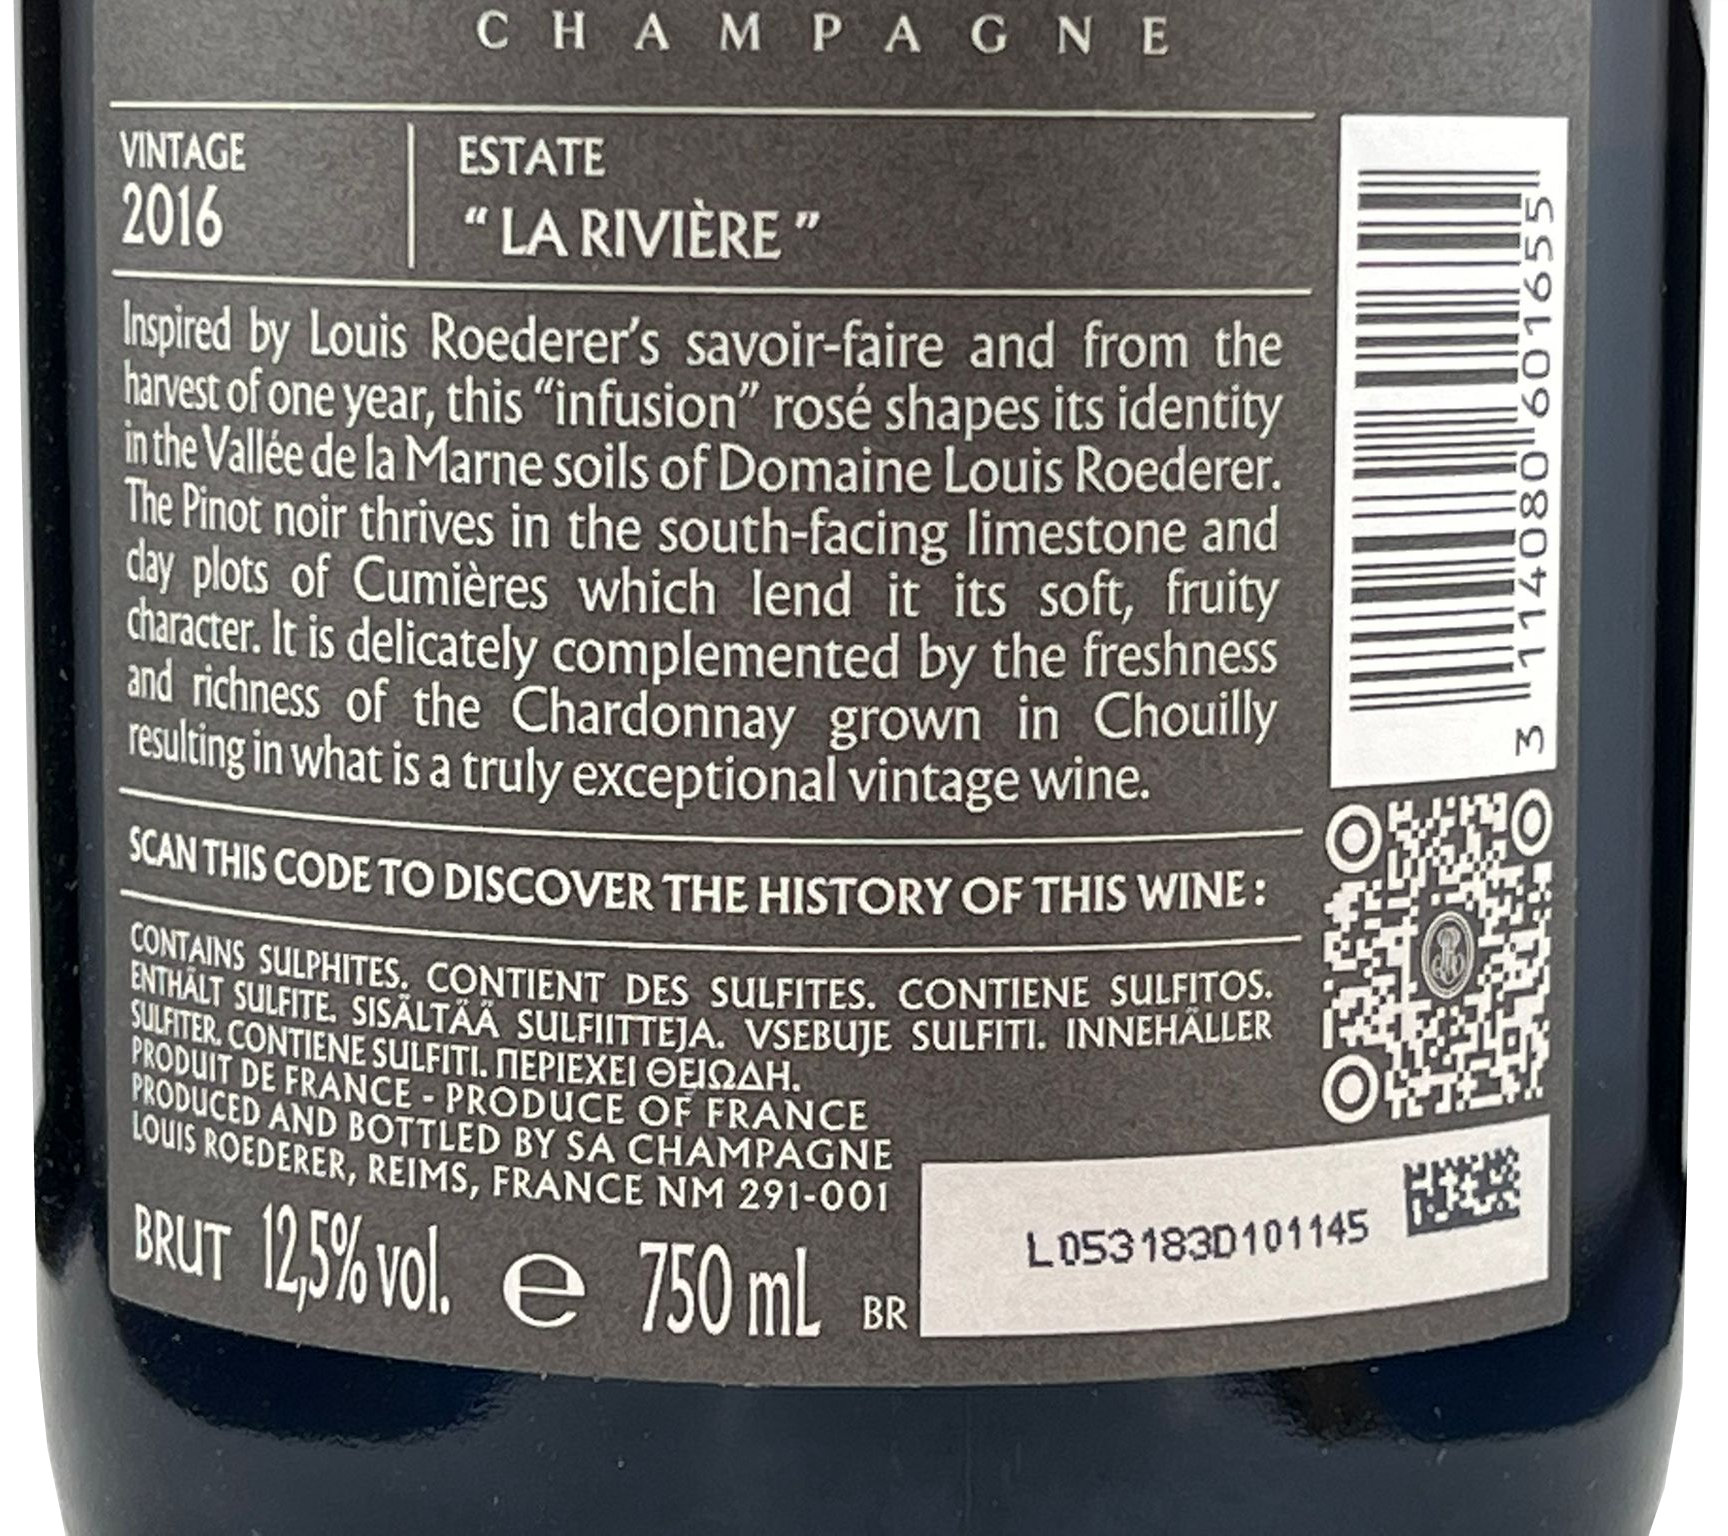 CHAMPAGNE
VINTAGE
2016
ESTATE
“ LA RIVIÈRE ”
Inspired by Louis Roederer’s savoir-faire and from the
harvest of one year, this “infusion” rosé shapes its identity
in the Vallée de la Marne soils of Domaine Louis Roederer.
The Pinot noir thrives in the south-facing limestone and
clay plots of Cumières which lend it its soft, fruity
character. It is delicately complemented by the freshness
and richness of the Chardonnay grown in Chouilly
resulting in what is a truly exceptional vintage wine.
SCAN THIS CODE TO DISCOVER THE HISTORY OF THIS WINE :
CONTAINS SULPHITES. CONTIENT DES SULFITES. CONTIENE SULFITOS.
ENTHÄLT SULFITE. SISÄLTÄÄ SULFIITTEJA. VSEBUJE SULFITI. INNEHÅLLER
SULFITER. CONTIENE SULFITI. ΠΕΡΙΕΧΕΙ ΘΕΙΩΔΗ.
PRODUIT DE FRANCE - PRODUCE OF FRANCE
PRODUCED AND BOTTLED BY SA CHAMPAGNE
LOUIS ROEDERER, REIMS, FRANCE NM 291-001
BRUT 12,5% vol. e 750 mL BR
L053183D101145
3 114080 601655